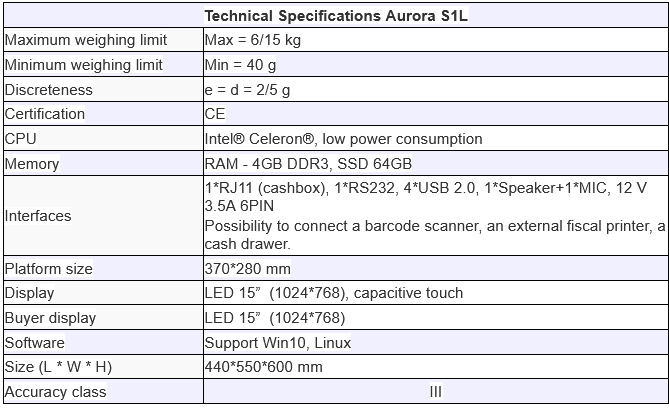 Technical Specifications Aurora S1L
Maximum weighing limit Max = 6/15 kg
Minimum weighing limit Min = 40 g
Discreteness e = d = 2/5 g
Certification CE
CPU Intel® Celeron®, low power consumption
Memory RAM - 4GB DDR3, SSD 64GB
Interfaces 1*RJ11 (cashbox), 1*RS232, 4*USB 2.0, 1*Speaker+1*MIC, 12 V
3.5A 6PIN
Possibility to connect a barcode scanner, an external fiscal printer, a
cash drawer.
Platform size 370*280 mm
Display LED 15” (1024*768), capacitive touch
Buyer display LED 15” (1024*768)
Software Support Win10, Linux
Size (L * W * H) 440*550*600 mm
Accuracy class III